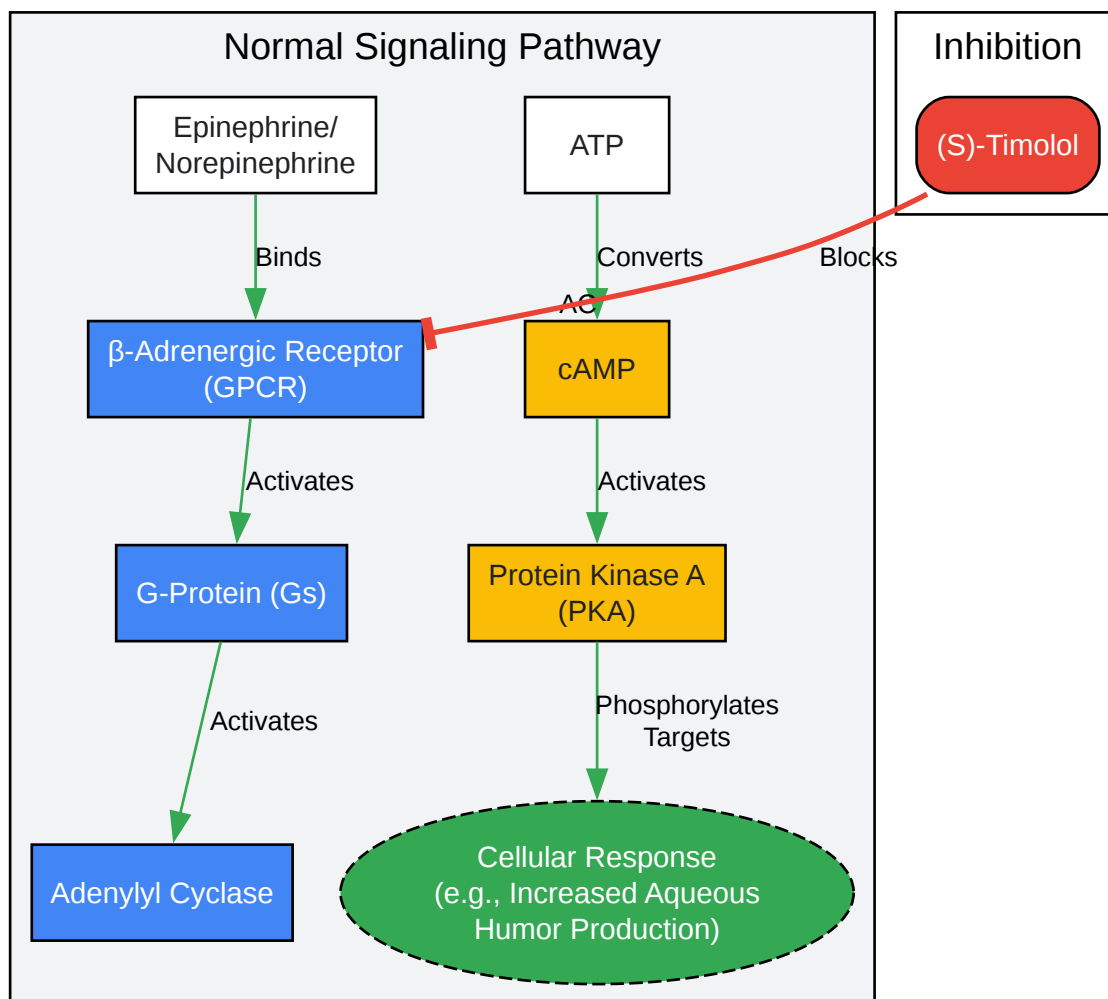 Normal Signaling Pathway
Inhibition
Epinephrine/
Norepinephrine
ATP
(S)-Timolol
Binds
Converts
Blocks
AC
β-Adrenergic Receptor
(GPCR)
cAMP
Activates
Activates
G-Protein (Gs)
Protein Kinase A
(PKA)
Activates
Phosphorylates
Targets
Adenylyl Cyclase
Cellular Response
(e.g., Increased Aqueous
Humor Production)